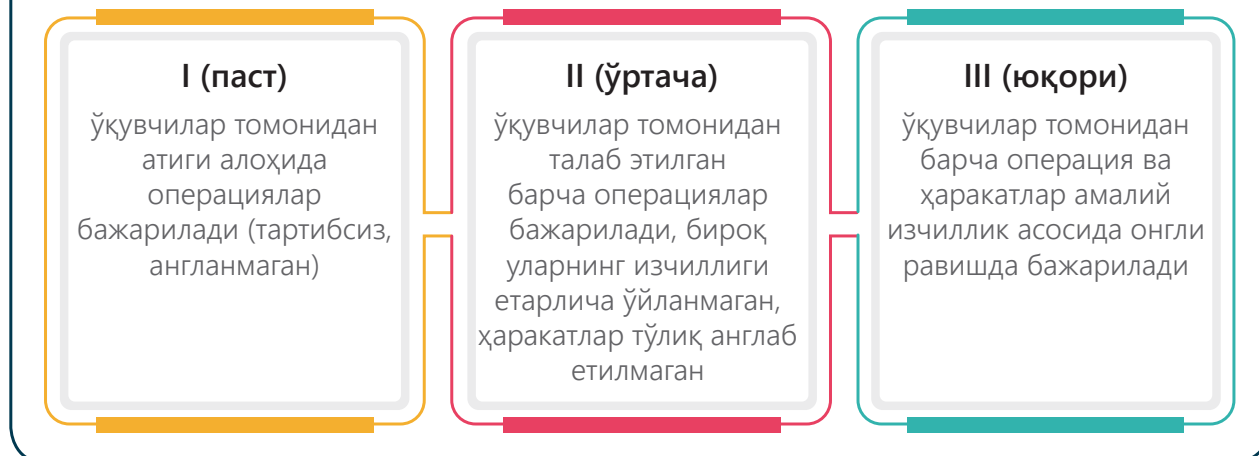 I (паст)
ўқувчилар томонидан
атиги алоҳида
операциялар
бажарилади (тартибсиз,
англанмаган)
II (ўртача)
ўқувчилар томонидан
талаб этилган
барча операциялар
бажарилади, бироқ
уларнинг изчиллиги
етарлича ўйланмаган,
ҳаракатлар тўлиқ англаб
етилмаган
III (юқори)
ўқувчилар томонидан
барча операция ва
ҳаракатлар амалий
изчиллик асосида онгли
равишда бажарилади